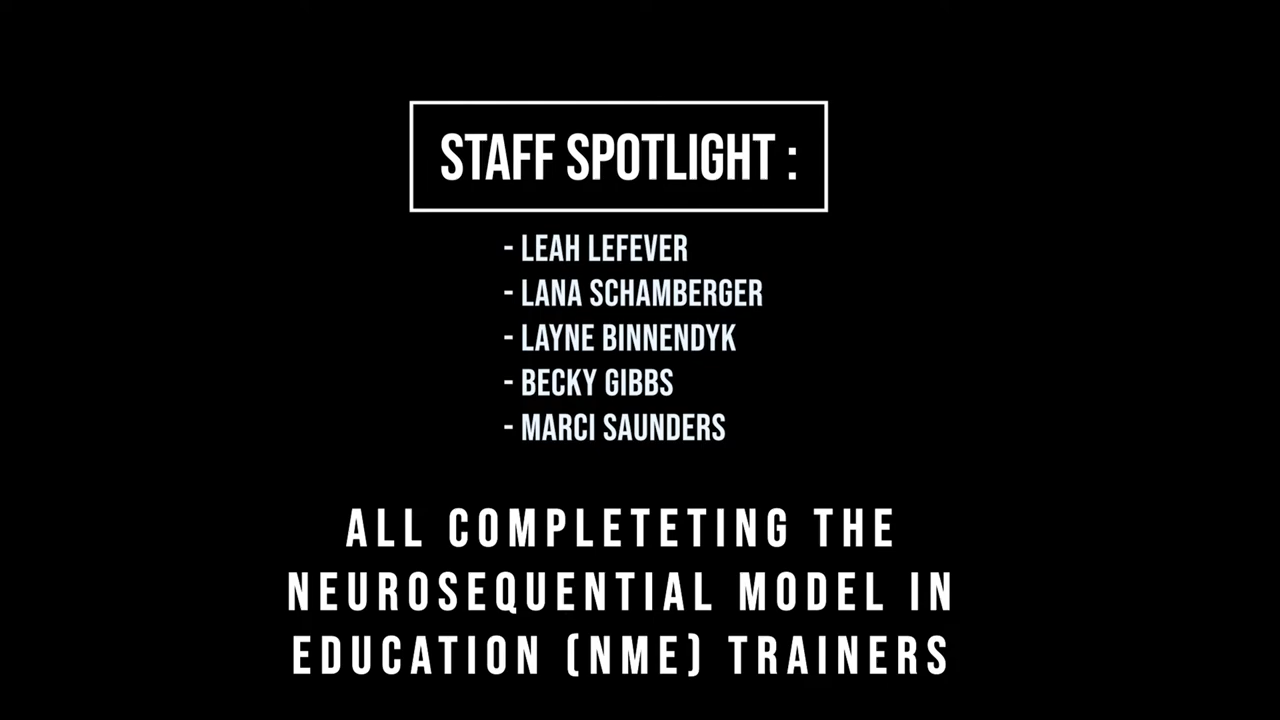 STAFF SPOTLIGHT :
- LEAH LEFEVER
- LANA SCHAMBERGER
- LAYNE BINNENDYK
- BECKY GIBBS
- MARCI SAUNDERS
ALL COMPLETETING THE
NEUROSEQUENTIAL MODEL IN
EDUCATION (NME) TRAINERS